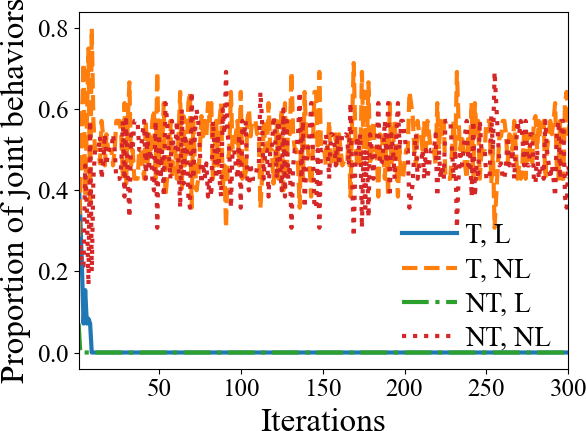 Proportion of joint behaviors
0.8
0.6
0.4
0.2
0.0
T, L
T, NL
NT, L
NT, NL
50
100
150
200
250
300
Iterations